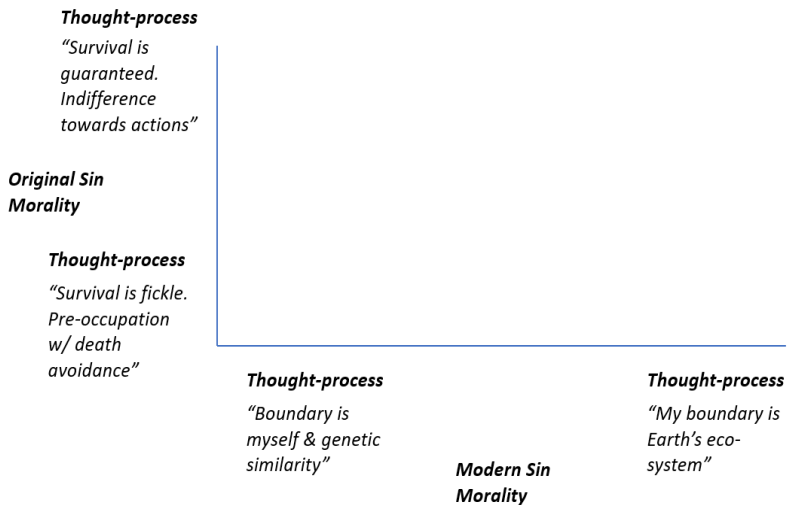 Thought-process
“Survival is
guaranteed.
Indifference
towards actions”
Original Sin
Morality
Thought-process
“Survival is fickle.
Pre-occupation
w/ death
avoidance”
Thought-process
“Boundary is
myself & genetic
similarity”
Modern Sin
Morality
Thought-process
“My boundary is
Earth’s eco-
system”